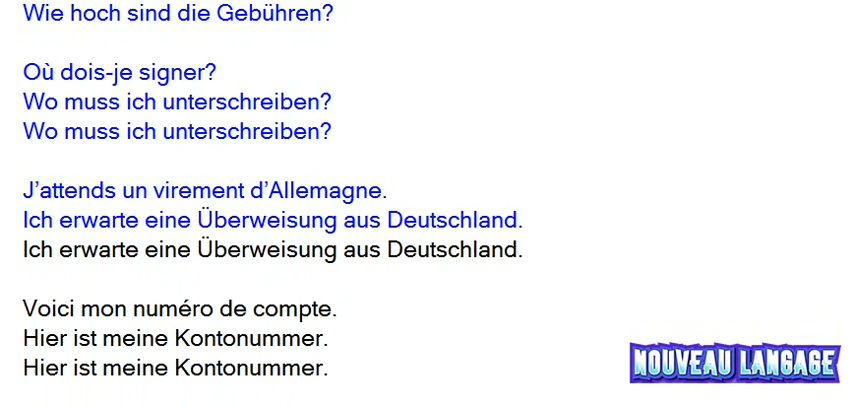 Wie hoch sind die Gebühren?
Où dois-je signer?
Wo muss ich unterschreiben?
Wo muss ich unterschreiben?
J’attends un virement d’Allemagne.
Ich erwarte eine Überweisung aus Deutschland.
Ich erwarte eine Überweisung aus Deutschland.
Voici mon numéro de compte.
Hier ist meine Kontonummer.
Hier ist meine Kontonummer.
NOUVEAU LANGAGE